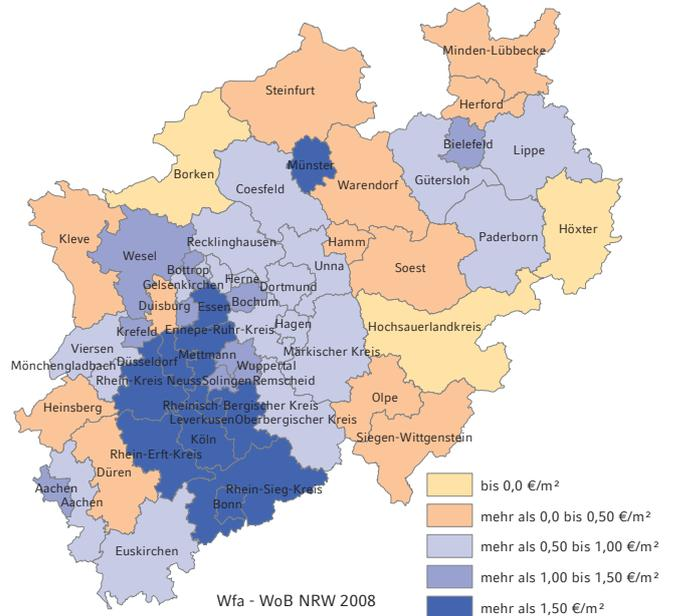 Minden-Lübbecke
Steinfurt
Herford
Bielefeld
Lippe
Münster
Borken
Gütersloh
Warendorf
Coesfeld
Höxter
Paderborn
Kleve
Recklinghausen
Hamm
Wesel
Unna
Soest
Bottrop
Herne
Gelsenkirchen
Dortmund
Duisburg
Essen
Bochum
Krefeld
Ennepe-Ruhr-Kreis
Hagen
Hochsauerlandkreis
Viersen
Mettmann
Märkischer Kreis
Mönchengladbach
Düsseldorf
Wuppertal
Rhein-Kreis Neuss
Solingen
Remscheid
Olpe
Heinsberg
Rheinisch-Bergischer Kreis
Leverkusen
Oberbergischer Kreis
Köln
Siegen-Wittgenstein
Rhein-Erft-Kreis
Düren
Aachen
Rhein-Sieg-Kreis
Aachen
Bonn
Euskirchen
bis 0,0 €/m²
mehr als 0,0 bis 0,50 €/m²
mehr als 0,50 bis 1,00 €/m²
mehr als 1,00 bis 1,50 €/m²
mehr als 1,50 €/m²
Wfa - WoB NRW 2008